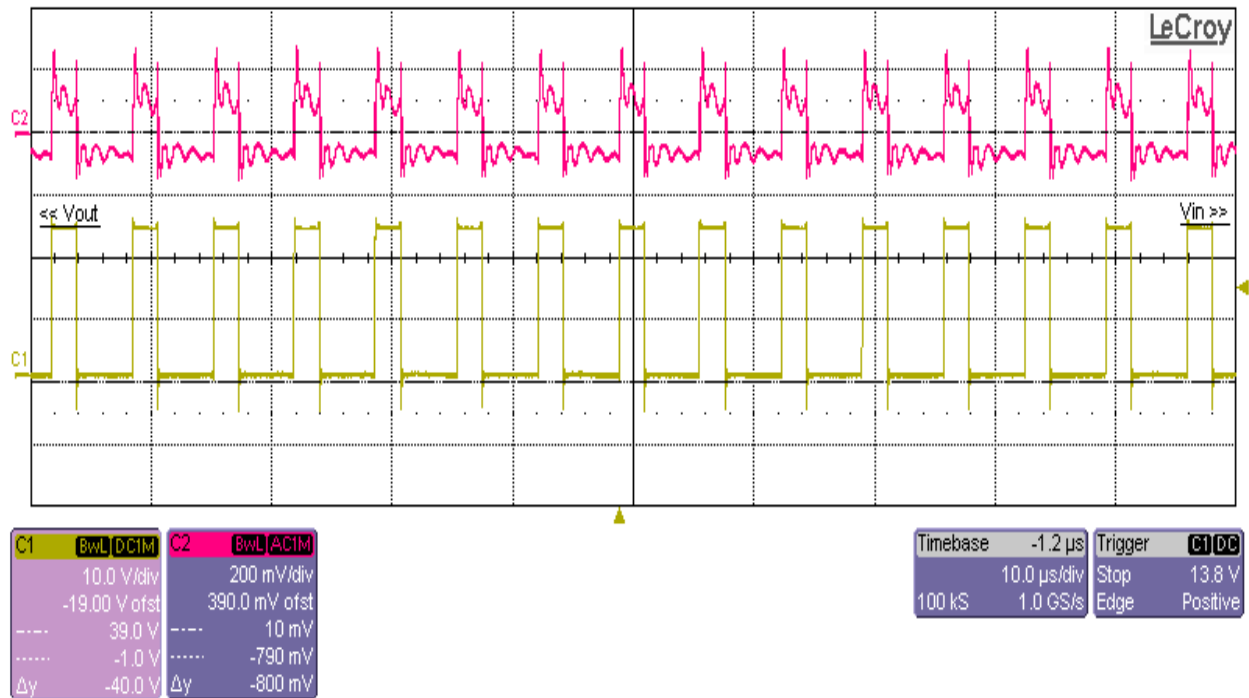 LeCroy
C2
<< Vout
Vin >>
C1
C1 BwL DC1M
10.0 V/div
-19.00 V ofst
39.0 V
-1.0 V
Δy -40.0 V
C2 BwL AC1M
200 mV/div
390.0 mV ofst
10 mV
-790 mV
Δy -800 mV
Timebase -1.2 µs
10.0 µs/div
100 kS 1.0 GS/s
Trigger C1 DC
Stop 13.8 V
Edge Positive